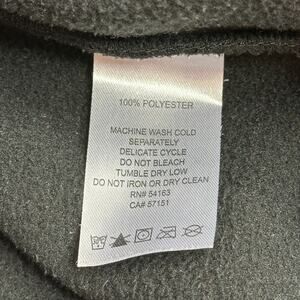 100% POLYESTER
MACHINE WASH COLD
SEPARATELY
DELICATE CYCLE
DO NOT BLEACH
TUMBLE DRY LOW
DO NOT IRON OR DRY CLEAN
RN# 54163
CA# 57151